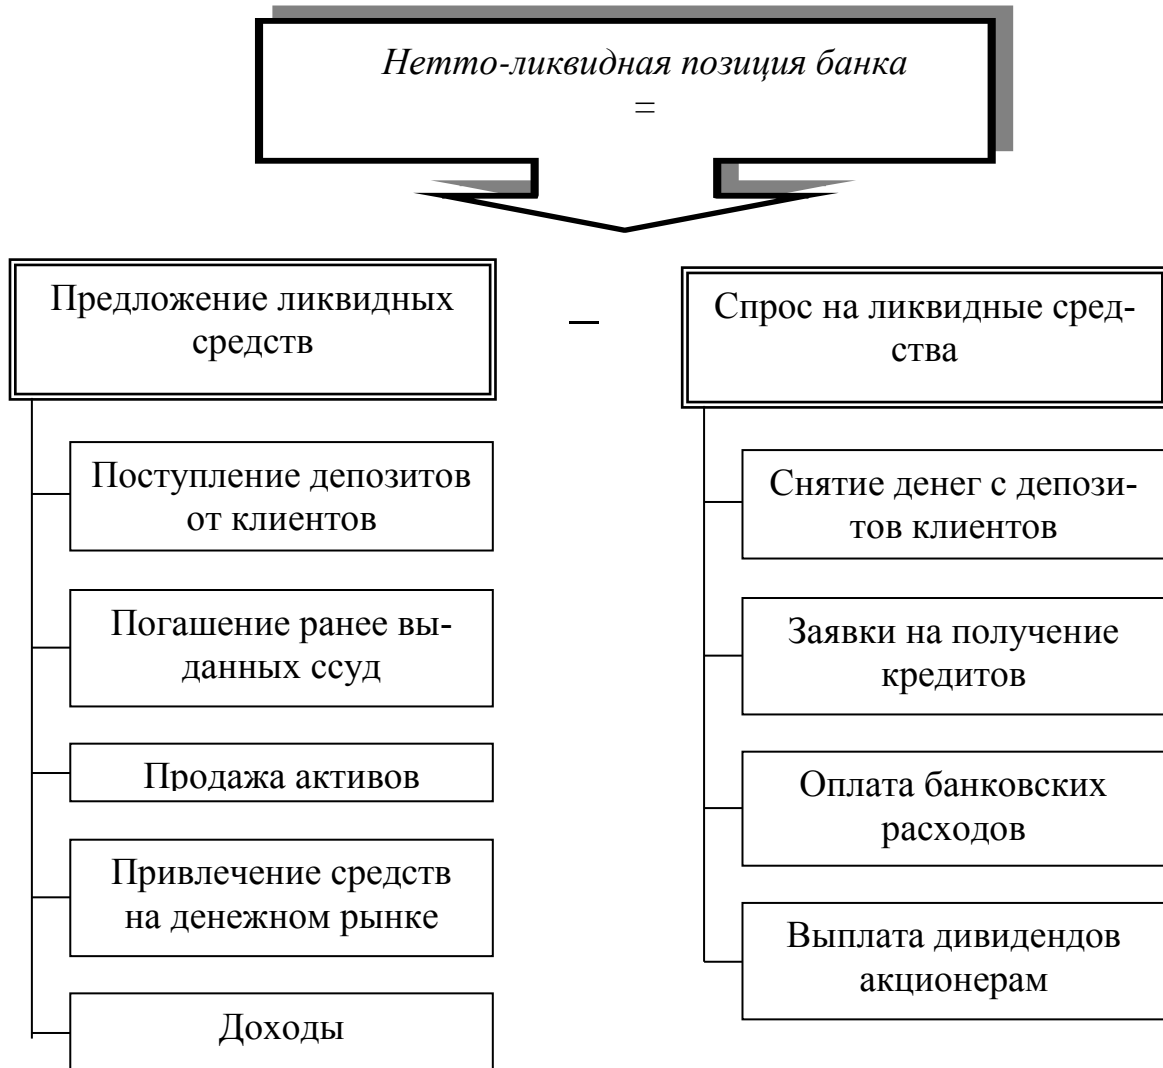 Нетто-ликвидная позиция банка
=
Предложение ликвидных
средств
–
Спрос на ликвидные сред-
ства
Поступление депозитов
от клиентов
Погашение ранее вы-
данных ссуд
Продажа активов
Привлечение средств
на денежном рынке
Доходы
Снятие денег с депози-
тов клиентов
Заявки на получение
кредитов
Оплата банковских
расходов
Выплата дивидендов
акционерам